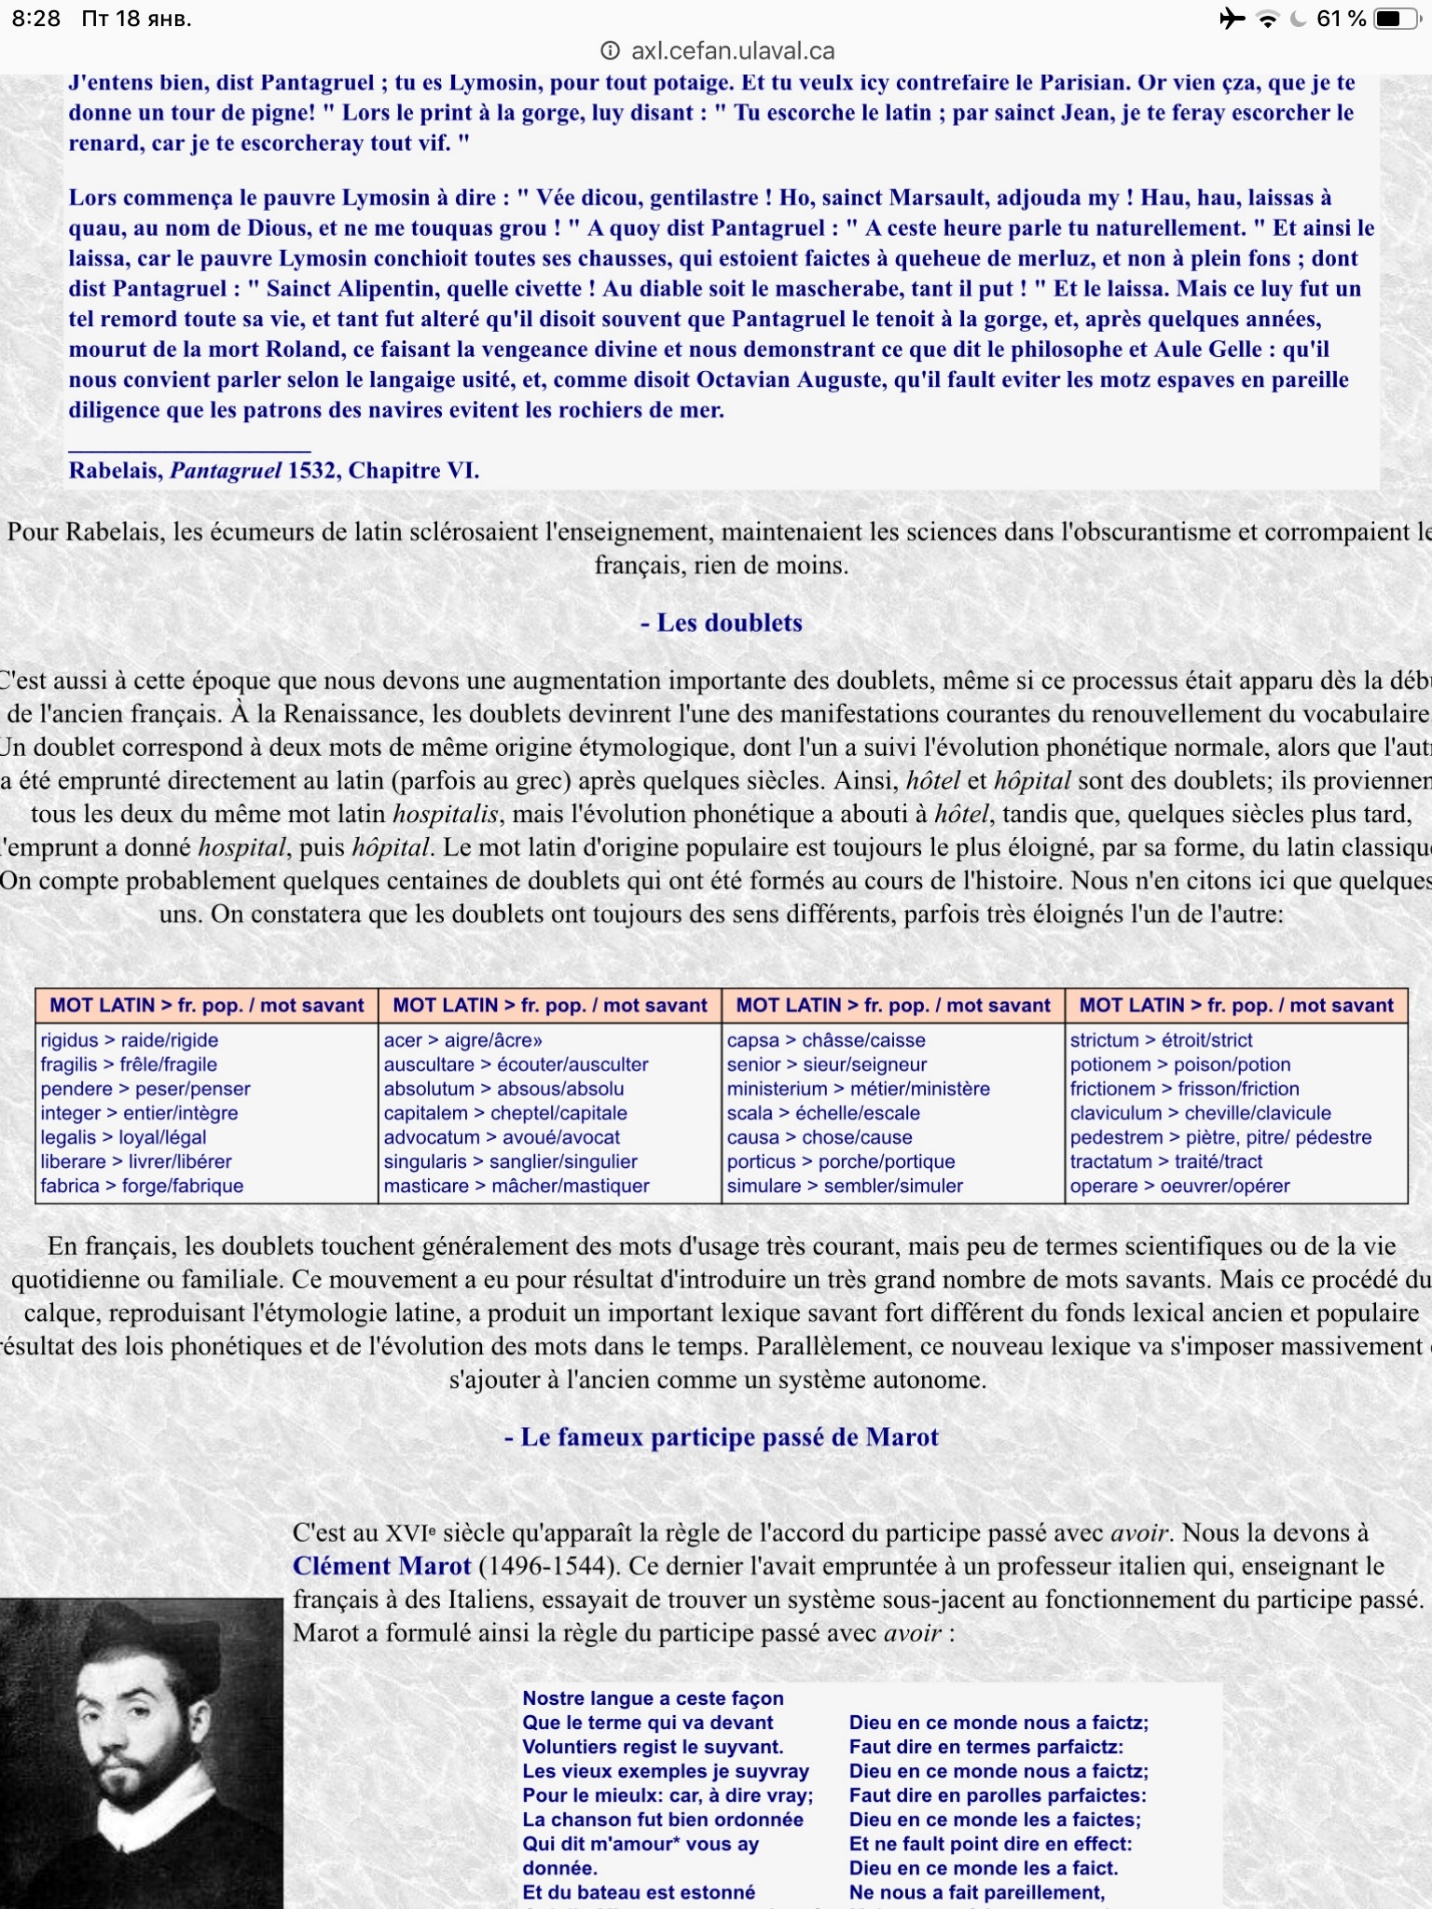 8:28 Пт 18 янв.
61 %
axl.cefan.ulaval.ca
J'entens bien, dist Pantagruel ; tu es Lymosin, pour tout potaige. Et tu veulx icy contrefaire le Parisian. Or vien çza, que je te
donne un tour de pigne! " Lors le print à la gorge, luy disant : " Tu escorche le latin ; par sainct Jean, je te feray escorcher le
renard, car je te escorcheray tout vif. "
Lors commença le pauvre Lymosin à dire : " Vée dicou, gentilastre ! Ho, sainct Marsault, adjouda my ! Hau, hau, laissas à
quau, au nom de Dious, et ne me touquas grou ! " A quoy dist Pantagruel : " A ceste heure parle tu naturellement. " Et ainsi le
laissa, car le pauvre Lymosin conchioit toutes ses chausses, qui estoient faictes à queheue de merluz, et non à plein fons ; dont
dist Pantagruel : " Sainct Alipentin, quelle civette ! Au diable soit le mascherabe, tant il put ! " Et le laissa. Mais ce luy fut un
tel remord toute sa vie, et tant fut alteré qu'il disoit souvent que Pantagruel le tenoit à la gorge, et, après quelques années,
mourut de la mort Roland, ce faisant la vengeance divine et nous demonstrant ce que dit le philosophe et Aule Gelle : qu'il
nous convient parler selon le langaige usité, et, comme disoit Octavian Auguste, qu'il fault eviter les motz espaves en pareille
diligence que les patrons des navires evitent les rochiers de mer.
Rabelais, Pantagruel 1532, Chapitre VI.
Pour Rabelais, les écumeurs de latin sclérosaient l'enseignement, maintenaient les sciences dans l'obscurantisme et corrompaient le
français, rien de moins.
- Les doublets
C'est aussi à cette époque que nous devons une augmentation importante des doublets, même si ce processus était apparu dès la débu
de l'ancien français. À la Renaissance, les doublets devinrent l'une des manifestations courantes du renouvellement du vocabulaire
Un doublet correspond à deux mots de même origine étymologique, dont l'un a suivi l'évolution phonétique normale, alors que l'autr
a été emprunté directement au latin (parfois au grec) après quelques siècles. Ainsi, hôtel et hôpital sont des doublets; ils proviennen
tous les deux du même mot latin hospitalis, mais l'évolution phonétique a abouti à hôtel, tandis que, quelques siècles plus tard,
l'emprunt a donné hospital, puis hôpital. Le mot latin d'origine populaire est toujours le plus éloigné, par sa forme, du latin classique
On compte probablement quelques centaines de doublets qui ont été formés au cours de l'histoire. Nous n'en citons ici que quelques
uns. On constatera que les doublets ont toujours des sens différents, parfois très éloignés l'un de l'autre:
MOT LATIN > fr. pop. / mot savant MOT LATIN > fr. pop. / mot savant MOT LATIN > fr. pop. / mot savant MOT LATIN > fr. pop. / mot savant
rigidus > raide/rigide acer > aigre/âcre» capsa > châsse/caisse strictum > étroit/strict
fragilis > frêle/fragile auscultare > écouter/ausculter senior > sieur/seigneur potionem > poison/potion
pendere > peser/penser absolutum > absous/absolu ministerium > métier/ministère frictionem > frisson/friction
integer > entier/intègre capitalem > cheptel/capitale scala > échelle/escale claviculum > cheville/clavicule
legalis > loyal/légal advocatum > avoué/avocat causa > chose/cause pedestrem > piètre, pitre/ pédestre
liberare > livrer/libérer singularis > sanglier/singulier porticus > porche/portique tractatum > traité/tract
fabrica > forge/fabrique masticare > mâcher/mastiquer simulare > sembler/simuler operare > oeuvrer/opérer
En français, les doublets touchent généralement des mots d'usage très courant, mais peu de termes scientifiques ou de la vie
quotidienne ou familiale. Ce mouvement a eu pour résultat d'introduire un très grand nombre de mots savants. Mais ce procédé du
calque, reproduisant l'étymologie latine, a produit un important lexique savant fort différent du fonds lexical ancien et populaire
résultat des lois phonétiques et de l'évolution des mots dans le temps. Parallèlement, ce nouveau lexique va s'imposer massivement
s'ajouter à l'ancien comme un système autonome.
- Le fameux participe passé de Marot
C'est au XVIe siècle qu'apparaît la règle de l'accord du participe passé avec avoir. Nous la devons à
Clément Marot (1496-1544). Ce dernier l'avait empruntée à un professeur italien qui, enseignant le
français à des Italiens, essayait de trouver un système sous-jacent au fonctionnement du participe passé.
Marot a formulé ainsi la règle du participe passé avec avoir :
Nostre langue a ceste façon
Que le terme qui va devant
Voluntiers regist le suyvant.
Les vieux exemples je suyvray
Pour le mieulx: car, à dire vray;
La chanson fut bien ordonnée
Qui dit m'amour* vous ay
donnée.
Et du bateau est estonné
Dieu en ce monde nous a faictz;
Faut dire en termes parfaictz:
Dieu en ce monde nous a faictz;
Faut dire en parolles parfaictes:
Dieu en ce monde les a faictes;
Et ne fault point dire en effect:
Dieu en ce monde les a faict.
Ne nous a fait pareillement,